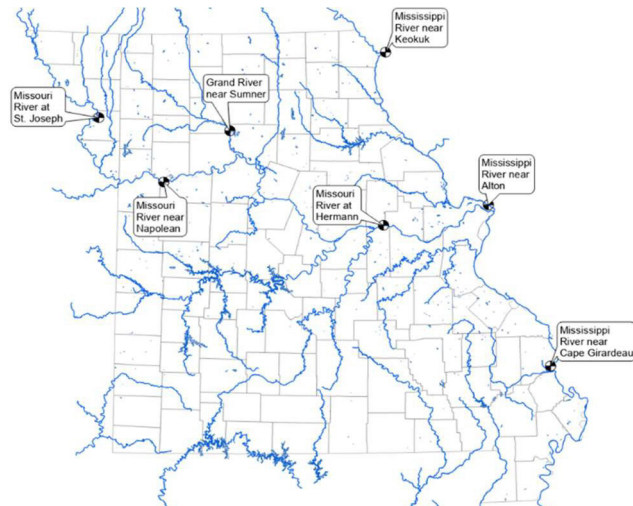 Mississippi
River near
Keokuk
Grand River
near Sumner
Missouri
River at
St. Joseph
Mississippi
River near
Alton
Missouri
River at
Hermann
Missouri
River near
Napolean
Mississippi
River near
Cape Girardeau